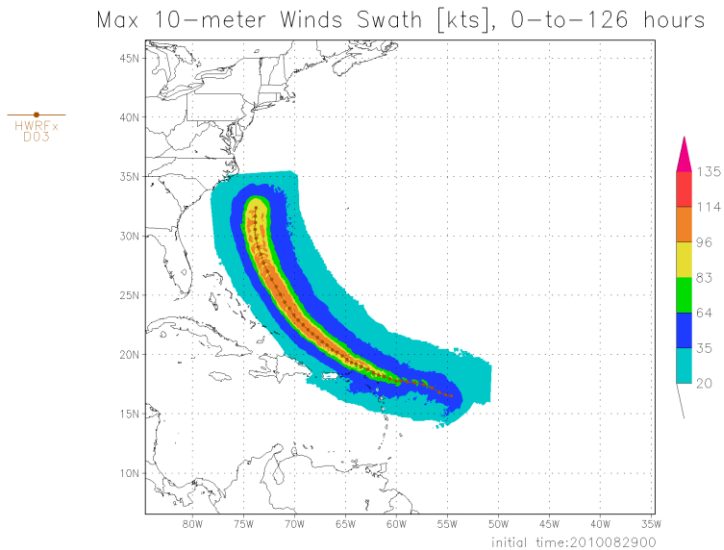 Max 10-meter Winds Swath [kts], 0-to-126 hours
HWRFx
D03
45N
40N
35N
30N
25N
20N
15N
10N
80W 75W 70W 65W 60W 55W 50W 45W 40W 35W
135
114
96
83
64
35
20
initial time:2010082900